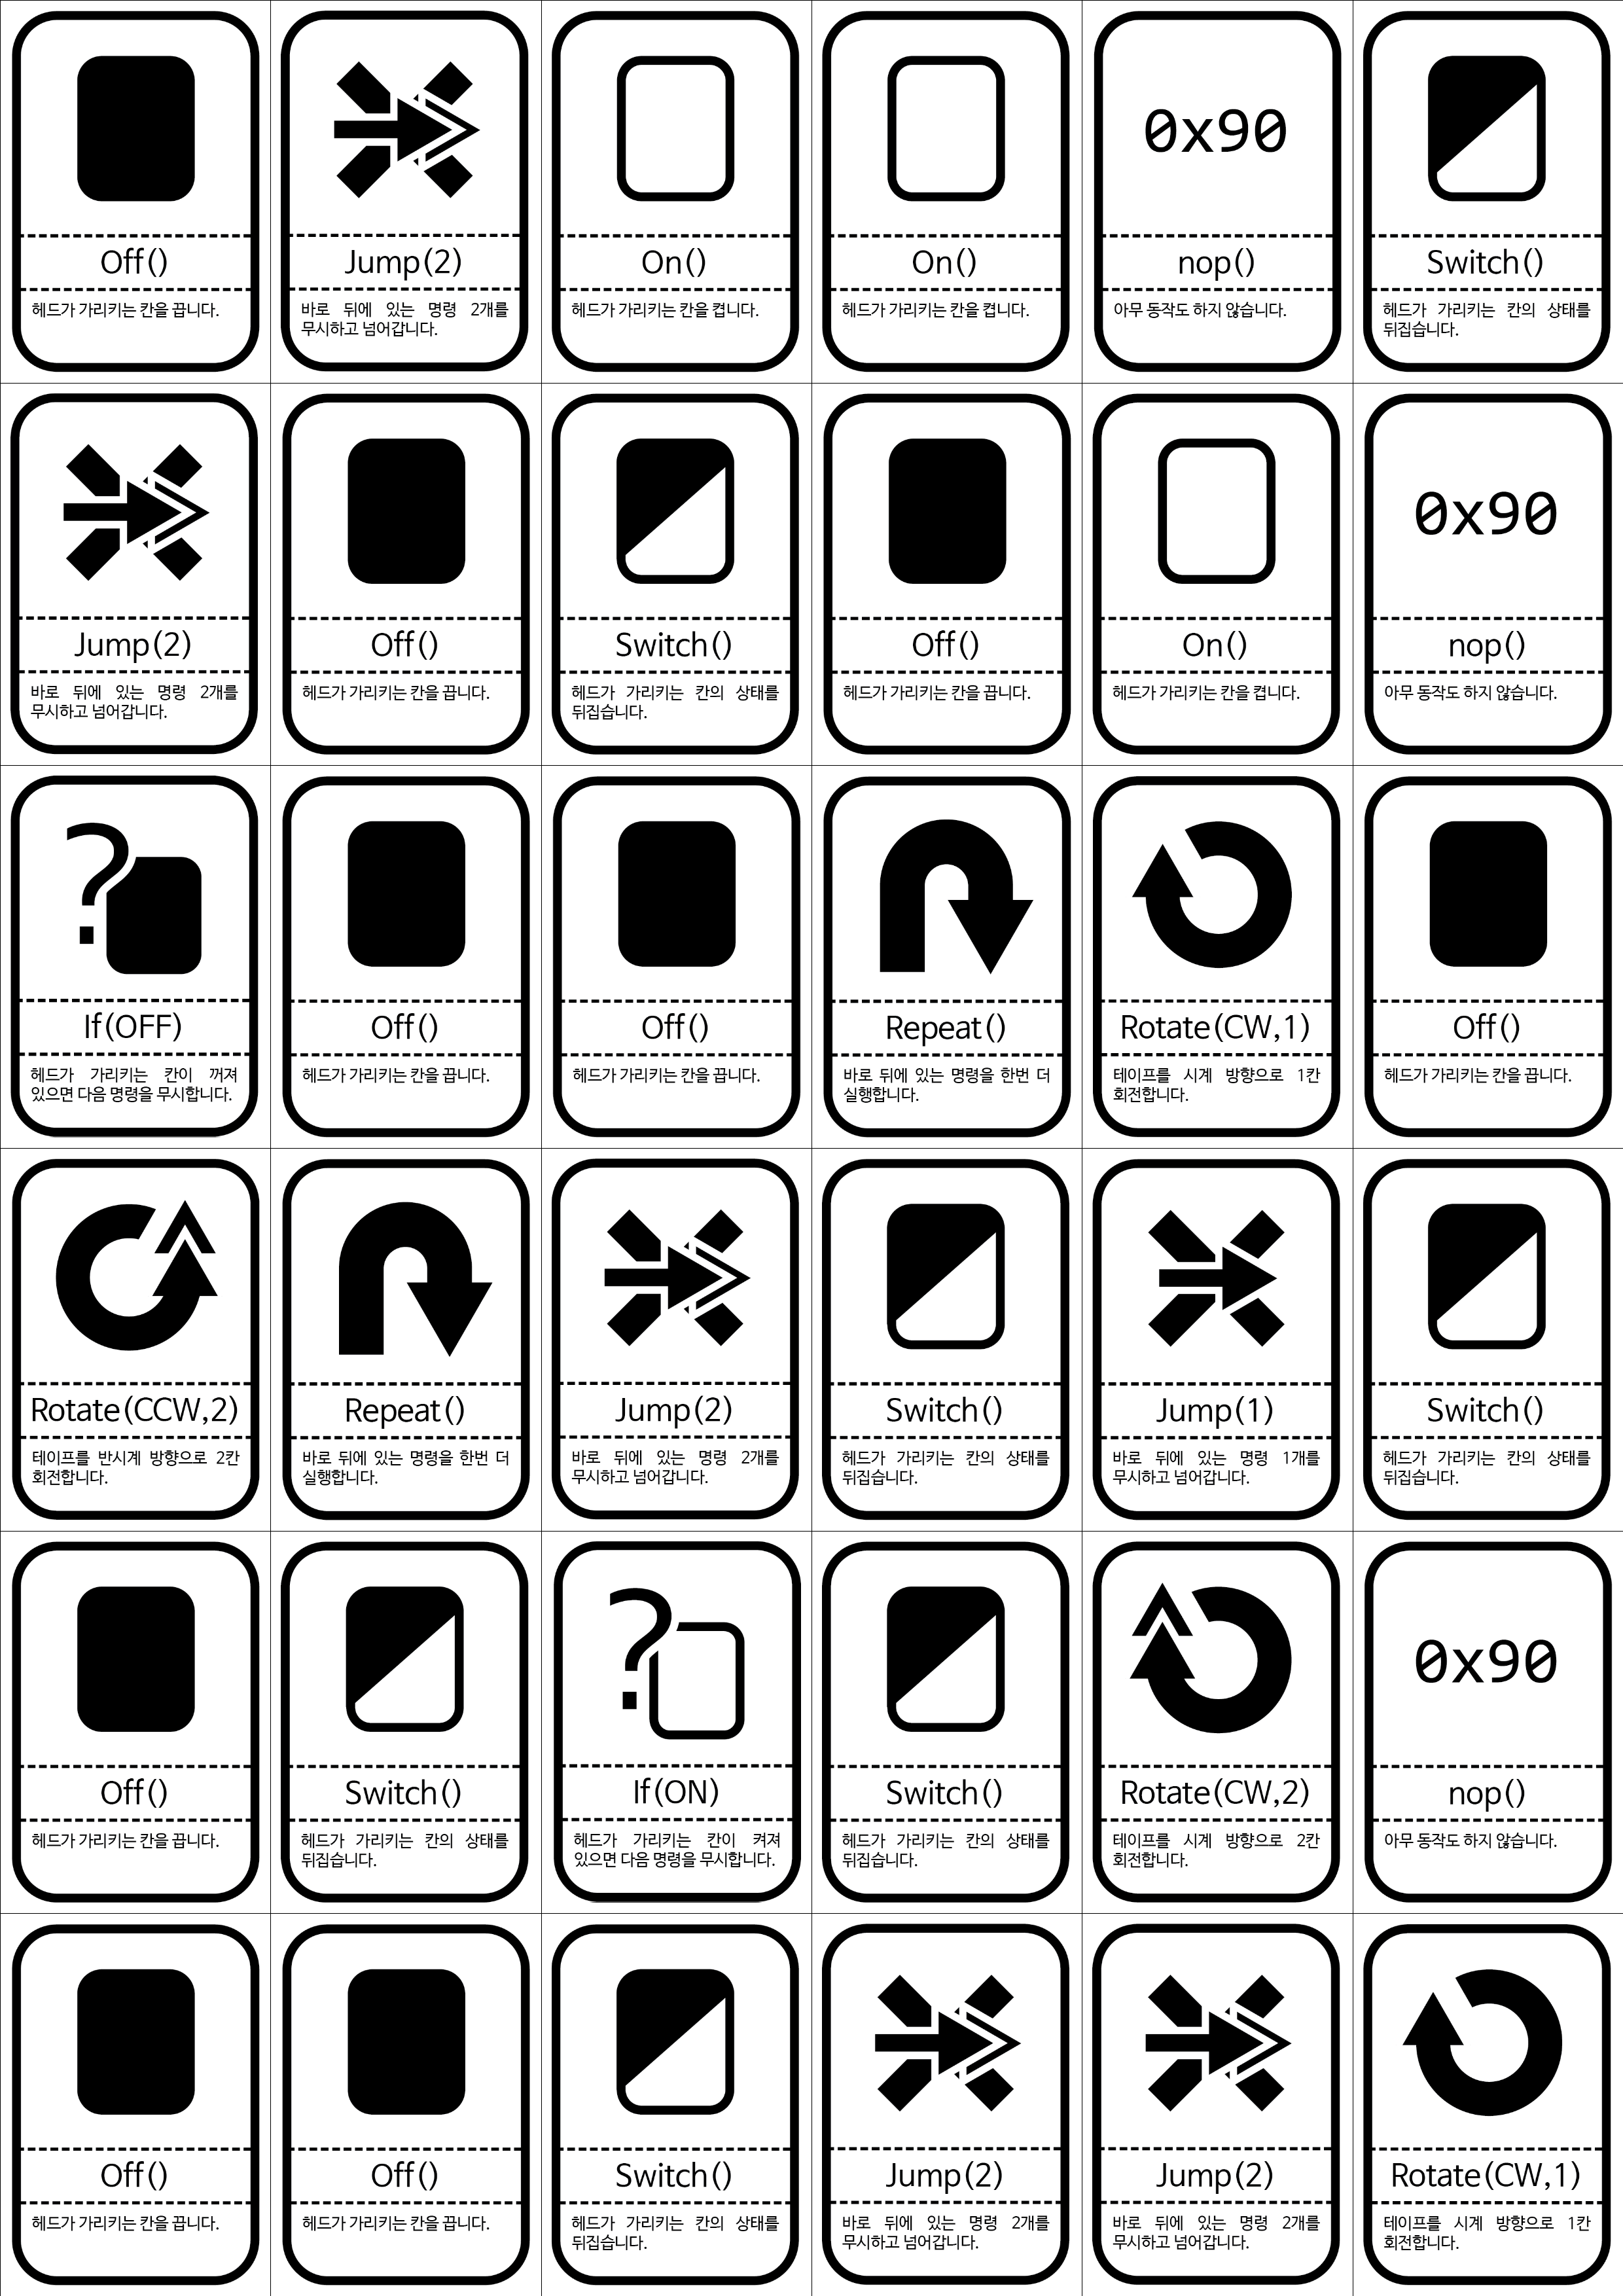 Off()
헤드가 가리키는 칸을 끕니다.
Jump(2)
바로 뒤에 있는 명령 2개를
무시하고 넘어갑니다.
On()
헤드가 가리키는 칸을 켭니다.
On()
헤드가 가리키는 칸을 켭니다.
0x90
nop()
아무 동작도 하지 않습니다.
Switch()
헤드가 가리키는 칸의 상태를
뒤집습니다.
Jump(2)
바로 뒤에 있는 명령 2개를
무시하고 넘어갑니다.
Off()
헤드가 가리키는 칸을 끕니다.
Switch()
헤드가 가리키는 칸의 상태를
뒤집습니다.
Off()
헤드가 가리키는 칸을 끕니다.
On()
헤드가 가리키는 칸을 켭니다.
0x90
nop()
아무 동작도 하지 않습니다.
?
If(OFF)
헤드가 가리키는 칸이 꺼져
있으면 다음 명령을 무시합니다.
Off()
헤드가 가리키는 칸을 끕니다.
Off()
헤드가 가리키는 칸을 끕니다.
Repeat()
바로 뒤에 있는 명령을 한번 더
실행합니다.
Rotate(CW,1)
테이프를 시계 방향으로 1칸
회전합니다.
Off()
헤드가 가리키는 칸을 끕니다.
Rotate(CCW,2)
테이프를 반시계 방향으로 2칸
회전합니다.
Repeat()
바로 뒤에 있는 명령을 한번 더
실행합니다.
Jump(2)
바로 뒤에 있는 명령 2개를
무시하고 넘어갑니다.
Switch()
헤드가 가리키는 칸의 상태를
뒤집습니다.
Jump(1)
바로 뒤에 있는 명령 1개를
무시하고 넘어갑니다.
Switch()
헤드가 가리키는 칸의 상태를
뒤집습니다.
Off()
헤드가 가리키는 칸을 끕니다.
Switch()
헤드가 가리키는 칸의 상태를
뒤집습니다.
?
If(ON)
헤드가 가리키는 칸이 켜져
있으면 다음 명령을 무시합니다.
Switch()
헤드가 가리키는 칸의 상태를
뒤집습니다.
Rotate(CW,2)
테이프를 시계 방향으로 2칸
회전합니다.
0x90
nop()
아무 동작도 하지 않습니다.
Off()
헤드가 가리키는 칸을 끕니다.
Off()
헤드가 가리키는 칸을 끕니다.
Switch()
헤드가 가리키는 칸의 상태를
뒤집습니다.
Jump(2)
바로 뒤에 있는 명령 2개를
무시하고 넘어갑니다.
Jump(2)
바로 뒤에 있는 명령 2개를
무시하고 넘어갑니다.
Rotate(CW,1)
테이프를 시계 방향으로 1칸
회전합니다.